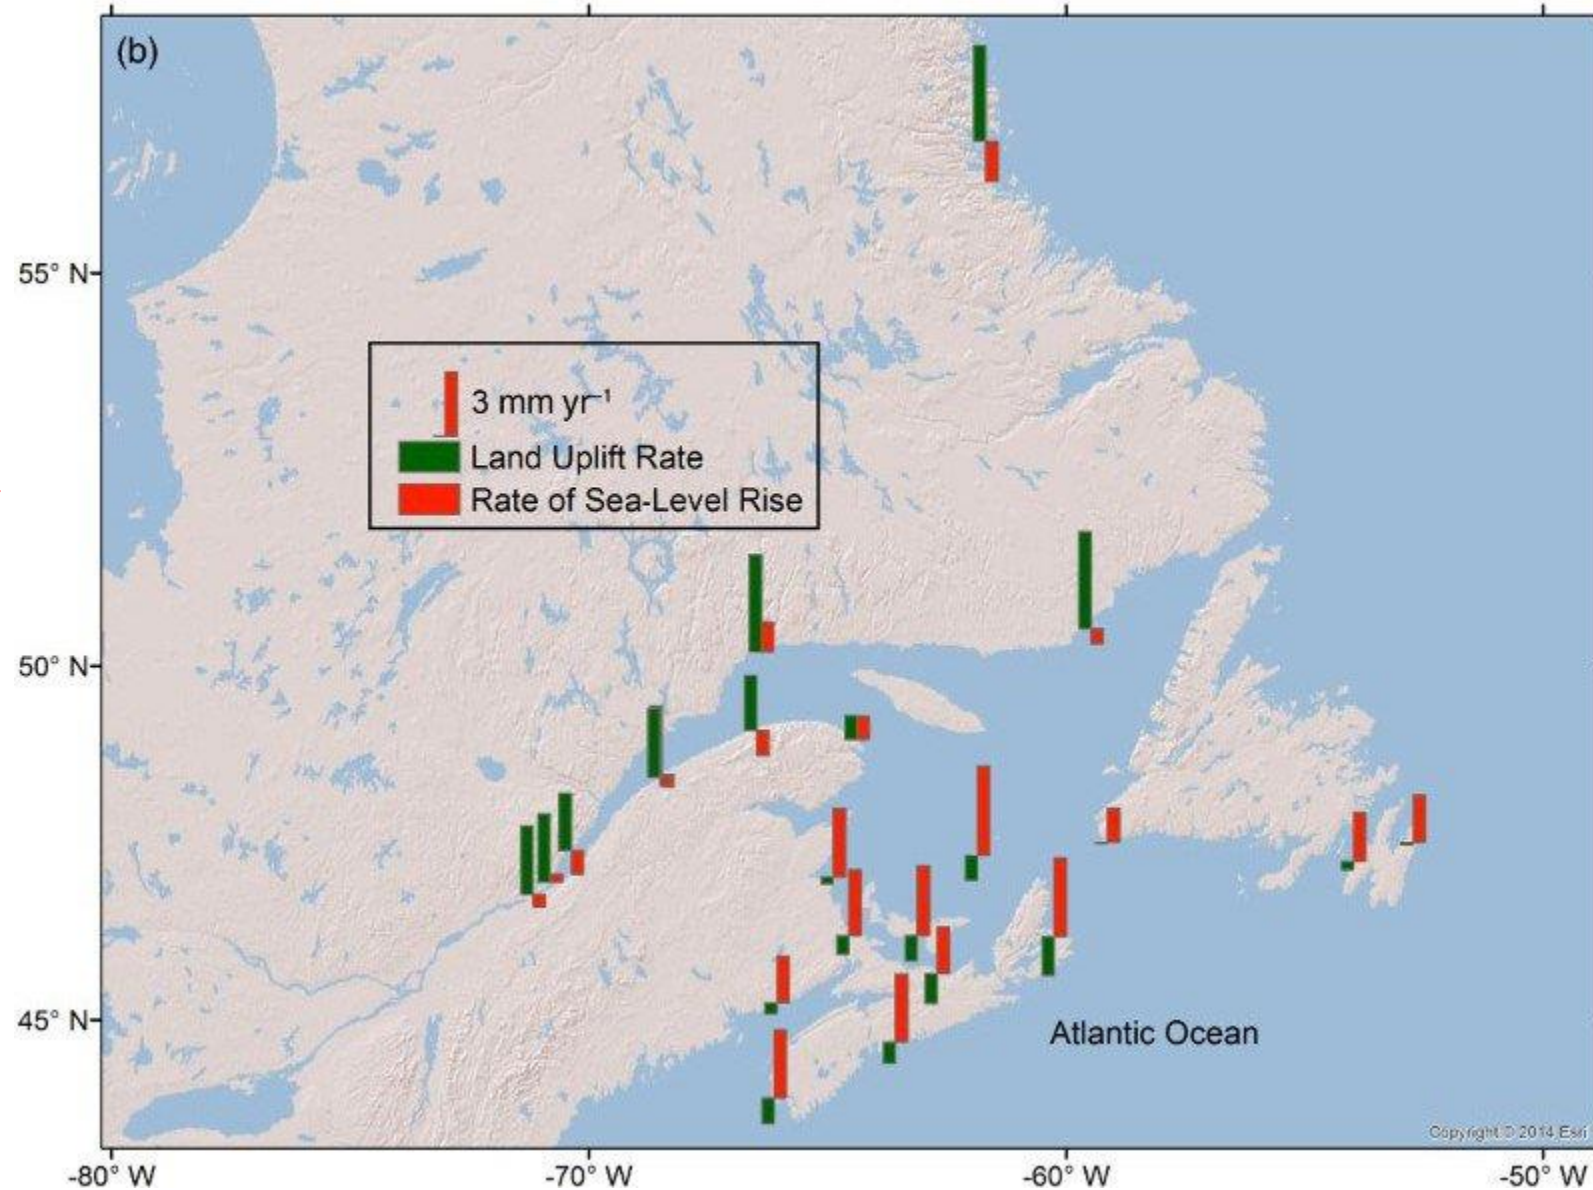 (b)
55° N
3 mm yr⁻¹
Land Uplift Rate
Rate of Sea-Level Rise
50° N
45° N
Atlantic Ocean
Copyright © 2014 Esri
-80° W
-70° W
-60° W
-50° W